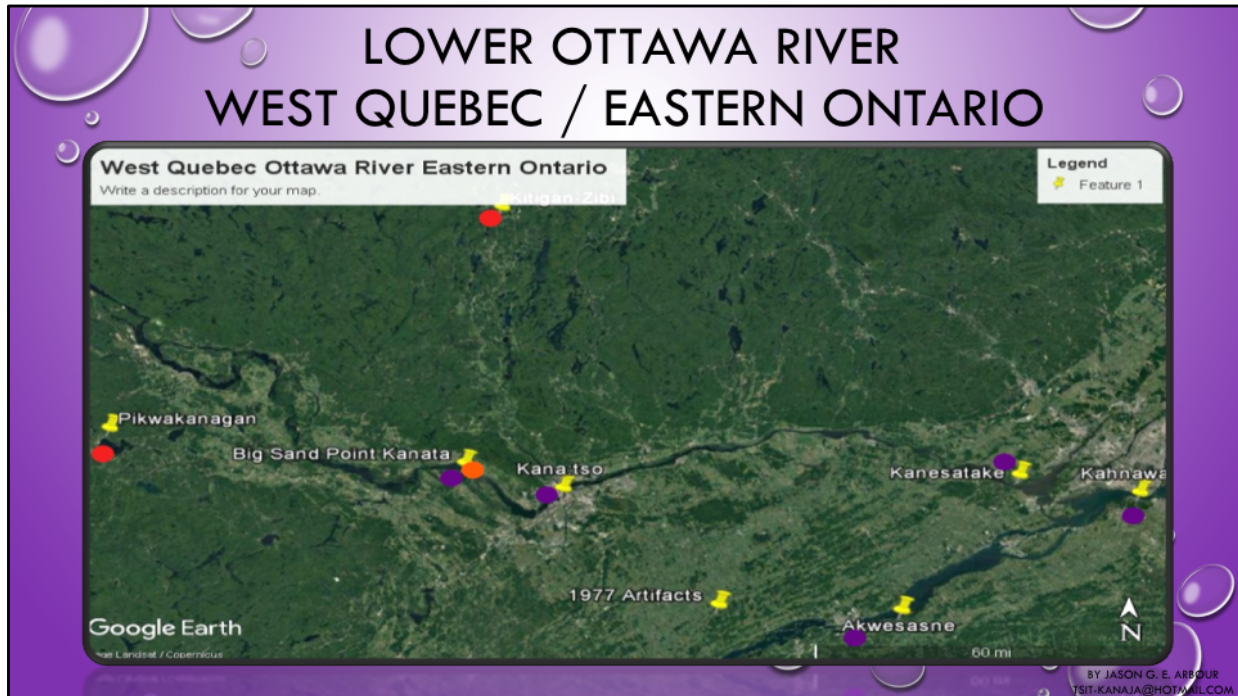 LOWER OTTAWA RIVER
WEST QUEBEC / EASTERN ONTARIO
West Quebec Ottawa River Eastern Ontario
Write a description for your map.
Legend
Feature 1
Kitigan Zibi
Pikwakanagan
Big Sand Point Kanata
Kana:tso
Kanesatake
Kahnawa
1977 Artifacts
Akwesasne
Google Earth
Landsat / Copernicus
60 mi
N
BY JASON G. E. ARBOUR
TSIT-KANAJA@HOTMAIL.COM